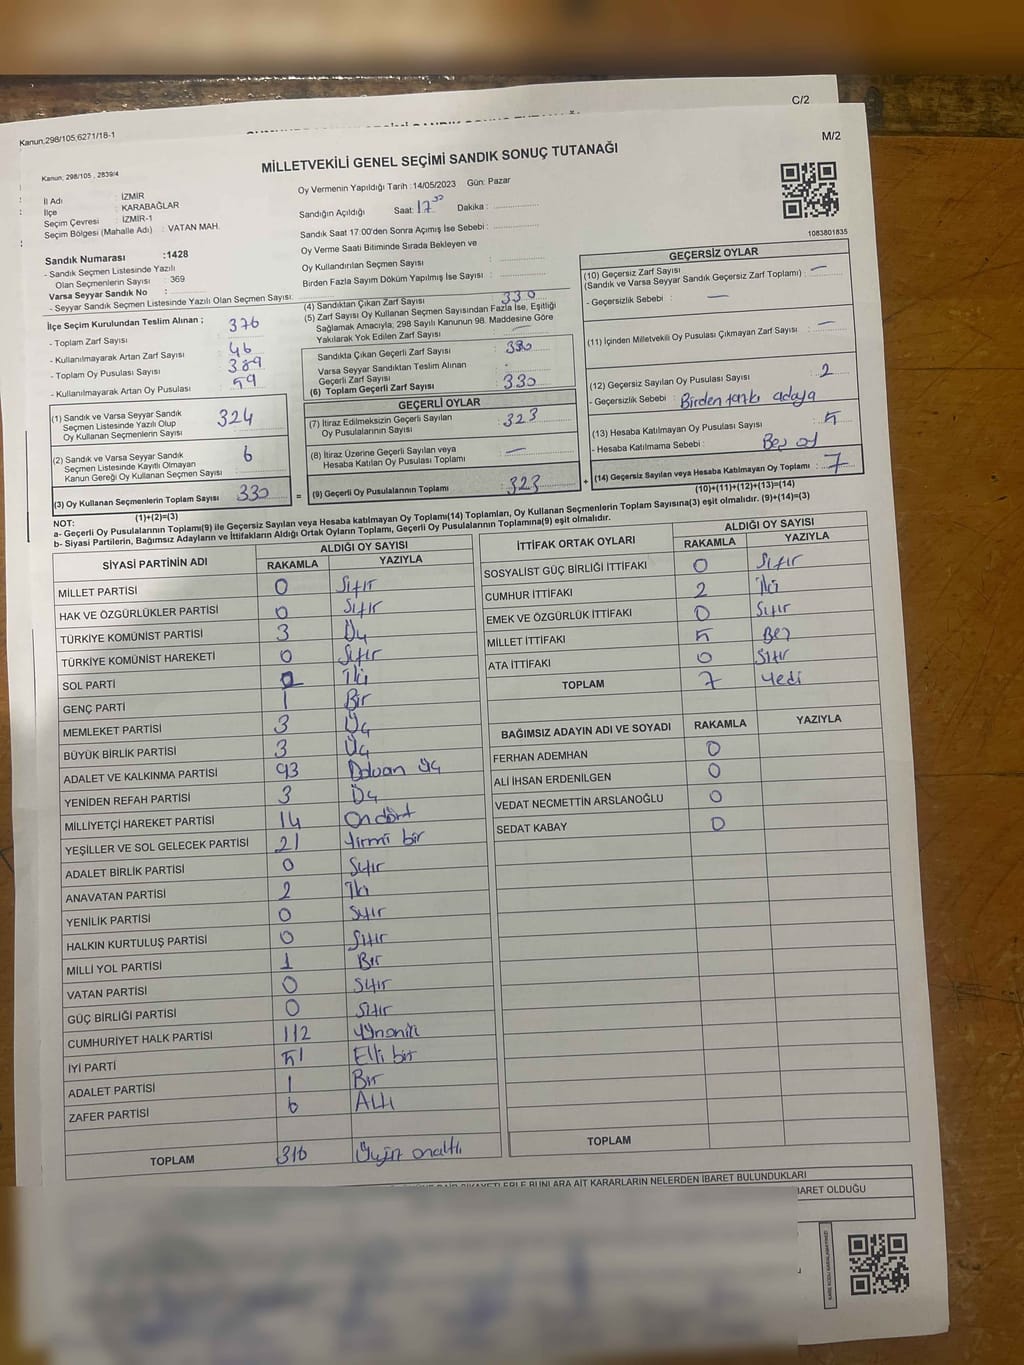 C/2
Kanun,298/105,6271/18-1
M/2
MİLLETVEKİLİ GENEL SEÇİMİ SANDIK SONUÇ TUTANAĞI
Kanun, 298/105 , 2839/4
İl Adı : İZMİR
İlçe : KARABAĞLAR
Seçim Çevresi : İZMİR-1
Seçim Bölgesi (Mahalle Adı) : VATAN MAH.
Sandık Numarası :1428
- Sandık Seçmen Listesinde Yazılı
Olan Seçmenlerin Sayısı : 369
Varsa Seyyar Sandık No :
- Seyyar Sandık Seçmen Listesinde Yazılı Olan Seçmen Sayısı:
Oy Vermenin Yapıldığı Tarih :14/05/2023 Gün: Pazar
Sandığın Açıldığı Saat: 17 Dakika :
Sandık Saat 17:00'den Sonra Açımış İse Sebebi :
Oy Verme Saati Bitiminde Sırada Bekleyen ve
Oy Kullandırılan Seçmen Sayısı :
Birden Fazla Sayım Döküm Yapılmış İse Sayısı :
1083801835
İlçe Seçim Kurulundan Teslim Alınan ;
- Toplam Zarf Sayısı : 376
- Kullanılmayarak Artan Zarf Sayısı : 46
- Toplam Oy Pusulası Sayısı : 389
- Kullanılmayarak Artan Oy Pusulası : 59
(1) Sandık ve Varsa Seyyar Sandık
Seçmen Listesinde Yazılı Olup
Oy Kullanan Seçmenlerin Sayısı : 324
(2) Sandık ve Varsa Seyyar Sandık
Seçmen Listesinde Kayıtlı Olmayan
Kanun Gereği Oy Kullanan Seçmen Sayısı : 6
(3) Oy Kullanan Seçmenlerin Toplam Sayısı : 330
(1)+(2)=(3)
(4) Sandıktan Çıkan Zarf Sayısı : 330
(5) Zarf Sayısı Oy Kullanan Seçmen Sayısından Fazla İse, Eşitliği
Sağlamak Amacıyla; 298 Sayılı Kanunun 98. Maddesine Göre
Yakılarak Yok Edilen Zarf Sayısı : —
Sandıkta Çıkan Geçerli Zarf Sayısı : 330
Varsa Seyyar Sandıktan Teslim Alınan
Geçerli Zarf Sayısı : -
(6) Toplam Geçerli Zarf Sayısı : 330
GEÇERLİ OYLAR
(7) İtiraz Edilmeksizin Geçerli Sayılan
Oy Pusulalarının Sayısı : 323
(8) İtiraz Üzerine Geçerli Sayılan veya
Hesaba Katılan Oy Pusulası Toplamı : —
= (9) Geçerli Oy Pusulalarının Toplamı : 323
GEÇERSİZ OYLAR
(10) Geçersiz Zarf Sayısı
(Sandık ve Varsa Seyyar Sandık Geçersiz Zarf Toplamı) : —
- Geçersizlik Sebebi : —
(11) İçinden Milletvekili Oy Pusulası Çıkmayan Zarf Sayısı : —
(12) Geçersiz Sayılan Oy Pusulası Sayısı : 2
- Geçersizlik Sebebi : Birden farkı adaya
(13) Hesaba Katılmayan Oy Pusulası Sayısı : 5
- Hesaba Katılmama Sebebi : Boş oy
+ (14) Geçersiz Sayılan veya Hesaba Katılmayan Oy Toplamı : 7
(10)+(11)+(12)+(13)=(14)
NOT:
a- Geçerli Oy Pusulalarının Toplamı(9) ile Geçersiz Sayılan veya Hesaba katılmayan Oy Toplamı(14) Toplamları, Oy Kullanan Seçmenlerin Toplam Sayısına(3) eşit olmalıdır. (9)+(14)=(3)
b- Siyasi Partilerin, Bağımsız Adayların ve İttifakların Aldığı Ortak Oyların Toplamı, Geçerli Oy Pusulalarının Toplamına(9) eşit olmalıdır.
SİYASİ PARTİNİN ADI ALDIĞI OY SAYISI
RAKAMLA YAZIYLA
MİLLET PARTİSİ 0 Sıfır
HAK VE ÖZGÜRLÜKLER PARTİSİ 0 Sıfır
TÜRKİYE KOMÜNİST PARTİSİ 3 Üç
TÜRKİYE KOMÜNİST HAREKETİ 0 Sıfır
SOL PARTİ 2 İki
GENÇ PARTİ 1 Bir
MEMLEKET PARTİSİ 3 Üç
BÜYÜK BİRLİK PARTİSİ 3 Üç
ADALET VE KALKINMA PARTİSİ 93 Doksan üç
YENİDEN REFAH PARTİSİ 3 Üç
MİLLİYETÇİ HAREKET PARTİSİ 14 Ondört
YEŞİLLER VE SOL GELECEK PARTİSİ 21 Yirmi bir
ADALET BİRLİK PARTİSİ 0 Sıfır
ANAVATAN PARTİSİ 2 İki
YENİLİK PARTİSİ 0 Sıfır
HALKIN KURTULUŞ PARTİSİ 0 Sıfır
MİLLİ YOL PARTİSİ 1 Bir
VATAN PARTİSİ 0 Sıfır
GÜÇ BİRLİĞİ PARTİSİ 0 Sıfır
CUMHURİYET HALK PARTİSİ 112 Yüzoniki
İYİ PARTİ 51 Elli bir
ADALET PARTİSİ 1 Bir
ZAFER PARTİSİ 6 Altı
TOPLAM 316 Üçyüz onaltı
İTTİFAK ORTAK OYLARI ALDIĞI OY SAYISI
RAKAMLA YAZIYLA
SOSYALİST GÜÇ BİRLİĞİ İTTİFAKI 0 Sıfır
CUMHUR İTTİFAKI 2 İki
EMEK VE ÖZGÜRLÜK İTTİFAKI 0 Sıfır
MİLLET İTTİFAKI 5 Beş
ATA İTTİFAKI 0 Sıfır
TOPLAM 7 Yedi
BAĞIMSIZ ADAYIN ADI VE SOYADI RAKAMLA YAZIYLA
FERHAN ADEMHAN 0
ALİ İHSAN ERDENİLGEN 0
VEDAT NECMETTİN ARSLANOĞLU 0
SEDAT KABAY 0
TOPLAM
KARARLARIN NELERDEN İBARET BULUNDUKLARI
İBARET OLDUĞU